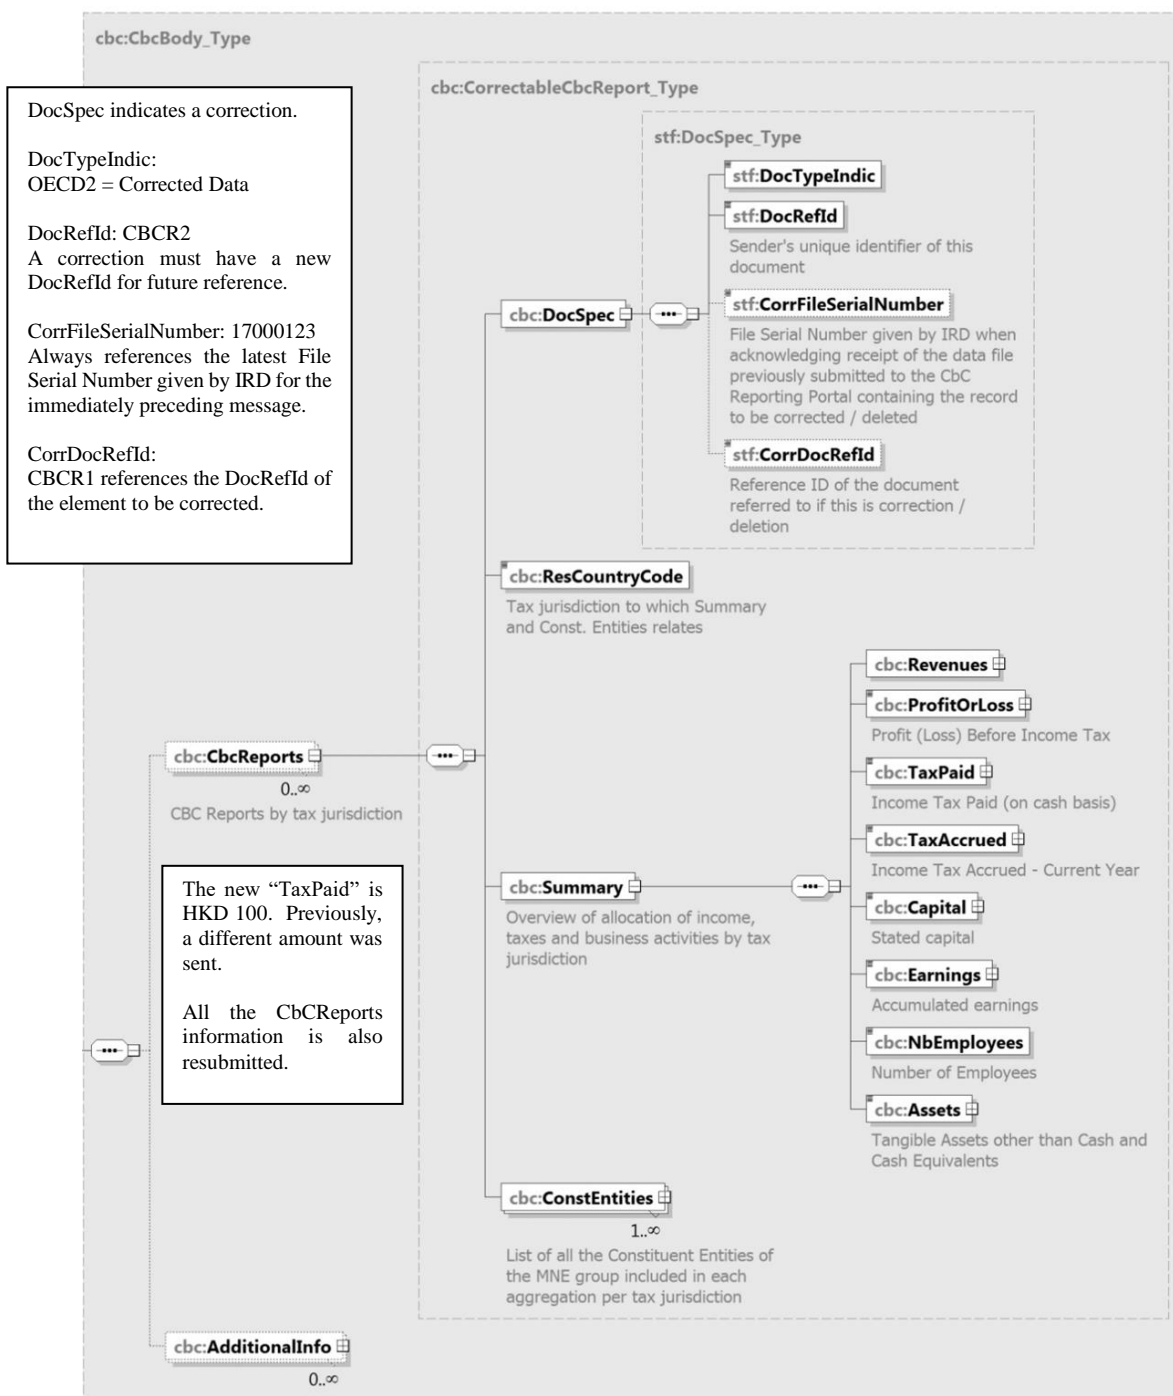 cbc:CbcBody_Type
cbc:CorrectableCbcReport_Type
DocSpec indicates a correction.
DocTypeIndic:
OECD2 = Corrected Data
DocRefId: CBCR2
A correction must have a new
DocRefId for future reference.
CorrFileSerialNumber: 17000123
Always references the latest File
Serial Number given by IRD for the
immediately preceding message.
CorrDocRefId:
CBCR1 references the DocRefId of
the element to be corrected.
stf:DocSpec_Type
stf:DocTypeIndic
stf:DocRefId
Sender's unique identifier of this
document
stf:CorrFileSerialNumber
File Serial Number given by IRD when
acknowledging receipt of the data file
previously submitted to the CbC
Reporting Portal containing the record
to be corrected / deleted
stf:CorrDocRefId
Reference ID of the document
referred to if this is correction /
deletion
cbc:DocSpec
cbc:ResCountryCode
Tax jurisdiction to which Summary
and Const. Entities relates
cbc:CbcReports
0..∞
CBC Reports by tax jurisdiction
cbc:Revenues
cbc:ProfitOrLoss
Profit (Loss) Before Income Tax
cbc:TaxPaid
Income Tax Paid (on cash basis)
cbc:TaxAccrued
Income Tax Accrued - Current Year
cbc:Capital
Stated capital
cbc:Earnings
Accumulated earnings
cbc:NbEmployees
Number of Employees
cbc:Assets
Tangible Assets other than Cash and
Cash Equivalents
cbc:Summary
Overview of allocation of income,
taxes and business activities by tax
jurisdiction
The new “TaxPaid” is
HKD 100. Previously,
a different amount was
sent.
All the CbCReports
information is also
resubmitted.
cbc:ConstEntities
1..∞
List of all the Constituent Entities of
the MNE group included in each
aggregation per tax jurisdiction
cbc:AdditionalInfo
0..∞